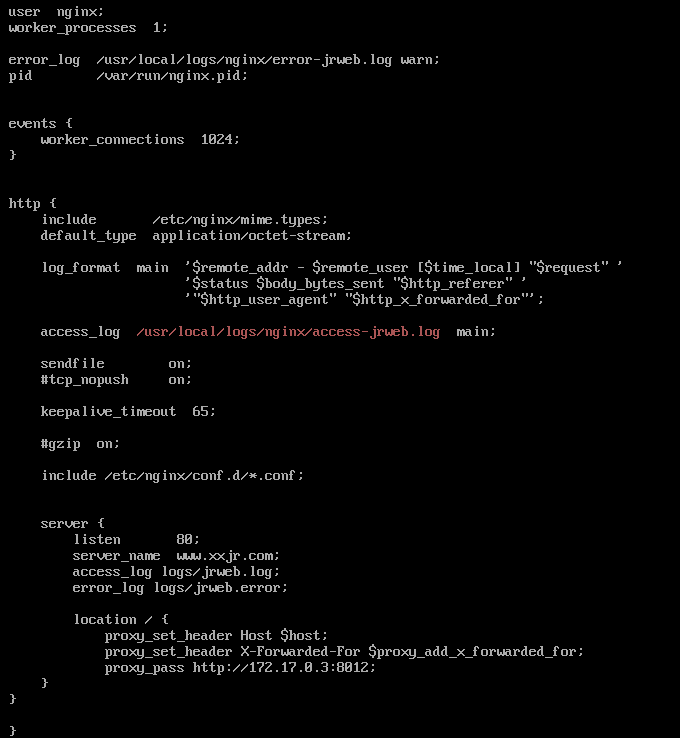 user  nginx;
worker_processes  1;
error_log  /usr/local/logs/nginx/error-jrweb.log warn;
pid        /var/run/nginx.pid;
events {
    worker_connections  1024;
}
http {
    include       /etc/nginx/mime.types;
    default_type  application/octet-stream;
    log_format  main  '$remote_addr - $remote_user [$time_local] "$request" '
                      '$status $body_bytes_sent "$http_referer" '
                      '"$http_user_agent" "$http_x_forwarded_for"';
    access_log  /usr/local/logs/nginx/access-jrweb.log  main;
    sendfile        on;
    #tcp_nopush     on;
    keepalive_timeout  65;
    #gzip  on;
    include /etc/nginx/conf.d/*.conf;
    server {
        listen       80;
        server_name  www.xxjr.com;
        access_log logs/jrweb.log;
        error_log logs/jrweb.error;
        location / {
            proxy_set_header Host $host;
            proxy_set_header X-Forwarded-For $proxy_add_x_forwarded_for;
            proxy_pass http://172.17.0.3:8012;
    }
}
}